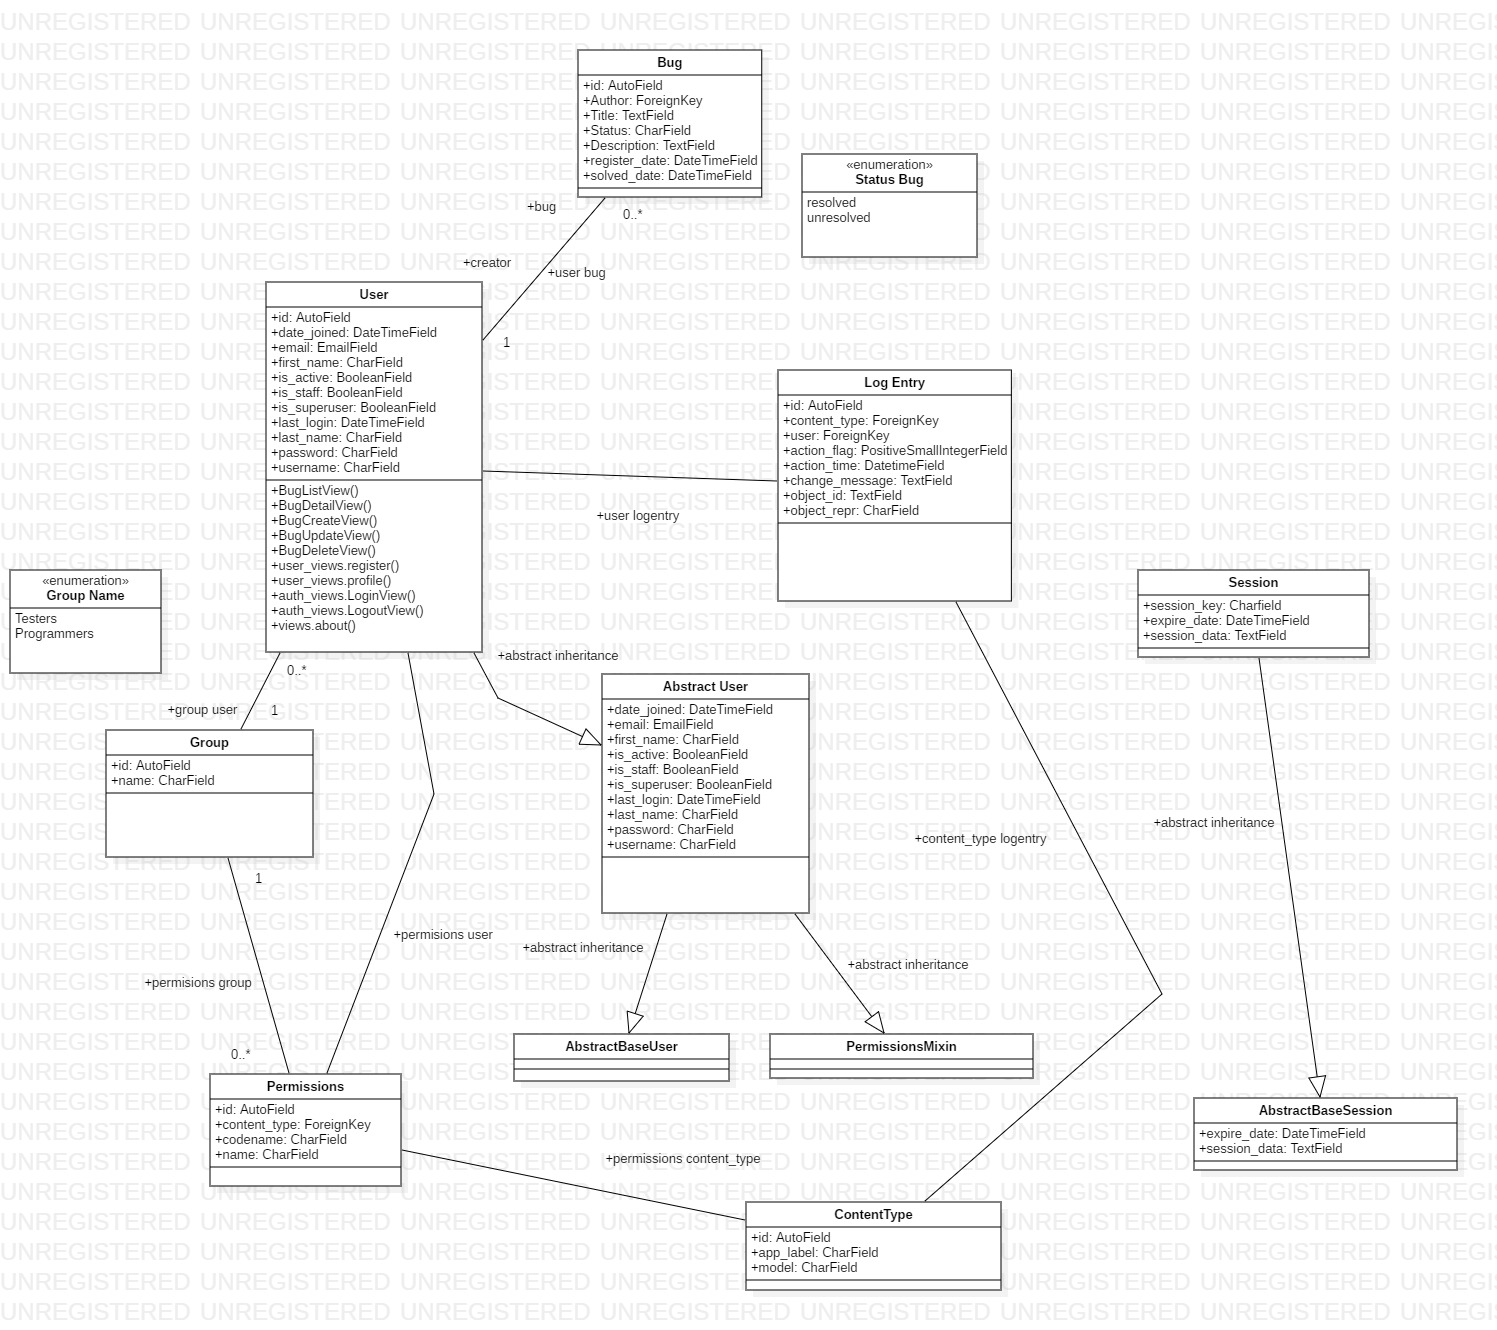 Bug
+id: AutoField
+Author: ForeignKey
+Title: TextField
+Status: CharField
+Description: TextField
+register_date: DateTimeField
+solved_date: DateTimeField
«enumeration»
Status Bug
resolved
unresolved
+bug
0..*
+creator
+user bug
1
User
+id: AutoField
+date_joined: DateTimeField
+email: EmailField
+first_name: CharField
+is_active: BooleanField
+is_staff: BooleanField
+is_superuser: BooleanField
+last_login: DateTimeField
+last_name: CharField
+password: CharField
+username: CharField
+BugListView()
+BugDetailView()
+BugCreateView()
+BugUpdateView()
+BugDeleteView()
+user_views.register()
+user_views.profile()
+auth_views.LoginView()
+auth_views.LogoutView()
+views.about()
Log Entry
+id: AutoField
+content_type: ForeignKey
+user: ForeignKey
+action_flag: PositiveSmallIntegerField
+action_time: DatetimeField
+change_message: TextField
+object_id: TextField
+object_repr: CharField
+user logentry
«enumeration»
Group Name
Testers
Programmers
Session
+session_key: Charfield
+expire_date: DateTimeField
+session_data: TextField
0..*
+group user
1
+abstract inheritance
Group
+id: AutoField
+name: CharField
Abstract User
+date_joined: DateTimeField
+email: EmailField
+first_name: CharField
+is_active: BooleanField
+is_staff: BooleanField
+is_superuser: BooleanField
+last_login: DateTimeField
+last_name: CharField
+password: CharField
+username: CharField
+content_type logentry
+abstract inheritance
1
+permisions user
+permisions group
0..*
+abstract inheritance
+abstract inheritance
AbstractBaseUser
PermissionsMixin
Permissions
+id: AutoField
+content_type: ForeignKey
+codename: CharField
+name: CharField
AbstractBaseSession
+expire_date: DateTimeField
+session_data: TextField
+permissions content_type
ContentType
+id: AutoField
+app_label: CharField
+model: CharField
UNREGISTERED